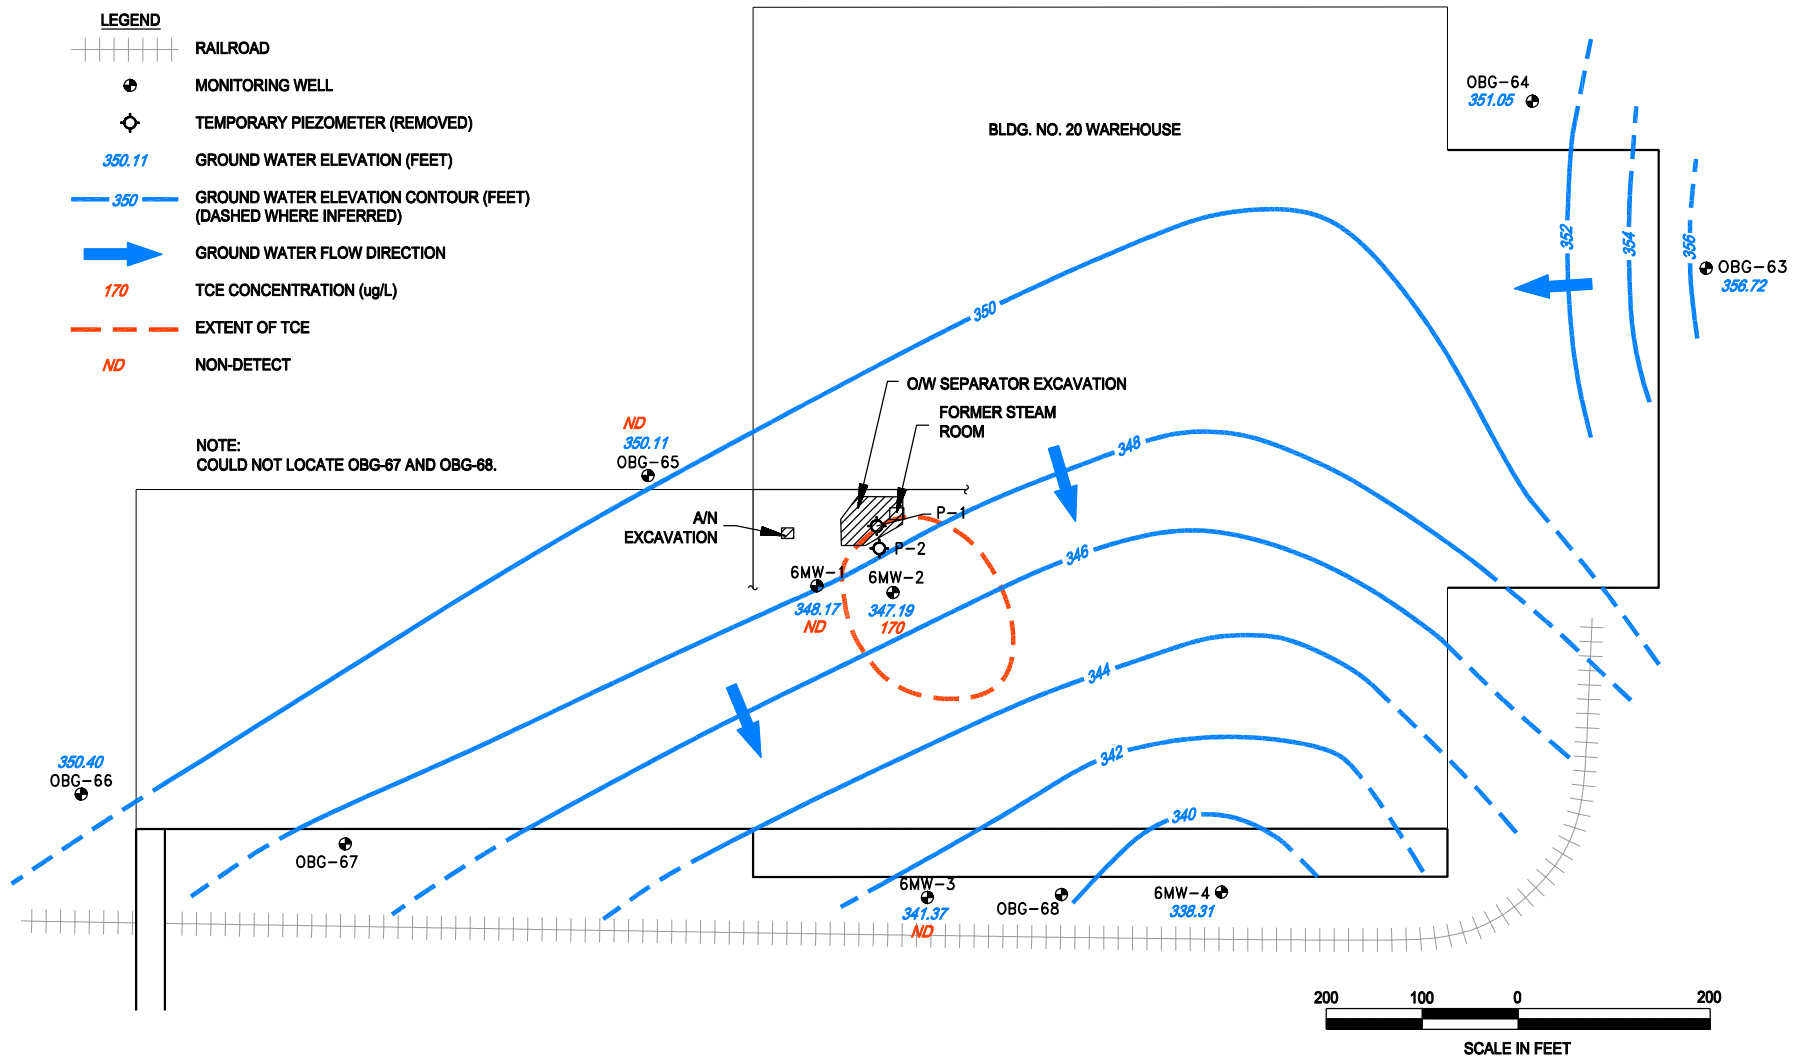 LEGEND
RAILROAD
MONITORING WELL
TEMPORARY PIEZOMETER (REMOVED)
350.11 GROUND WATER ELEVATION (FEET)
350 GROUND WATER ELEVATION CONTOUR (FEET)
(DASHED WHERE INFERRED)
GROUND WATER FLOW DIRECTION
170 TCE CONCENTRATION (ug/L)
EXTENT OF TCE
ND NON-DETECT
NOTE:
COULD NOT LOCATE OBG-67 AND OBG-68.
BLDG. NO. 20 WAREHOUSE
OBG-64
351.05
352
354
356
OBG-63
356.72
350
O/W SEPARATOR EXCAVATION
FORMER STEAM
ROOM
ND
350.11
OBG-65
348
A/N
EXCAVATION
P-1
P-2
6MW-1
348.17
ND
6MW-2
347.19
170
346
344
342
340
350.40
OBG-66
OBG-67
6MW-3
341.37
ND
OBG-68
6MW-4
338.31
200 100 0 200
SCALE IN FEET